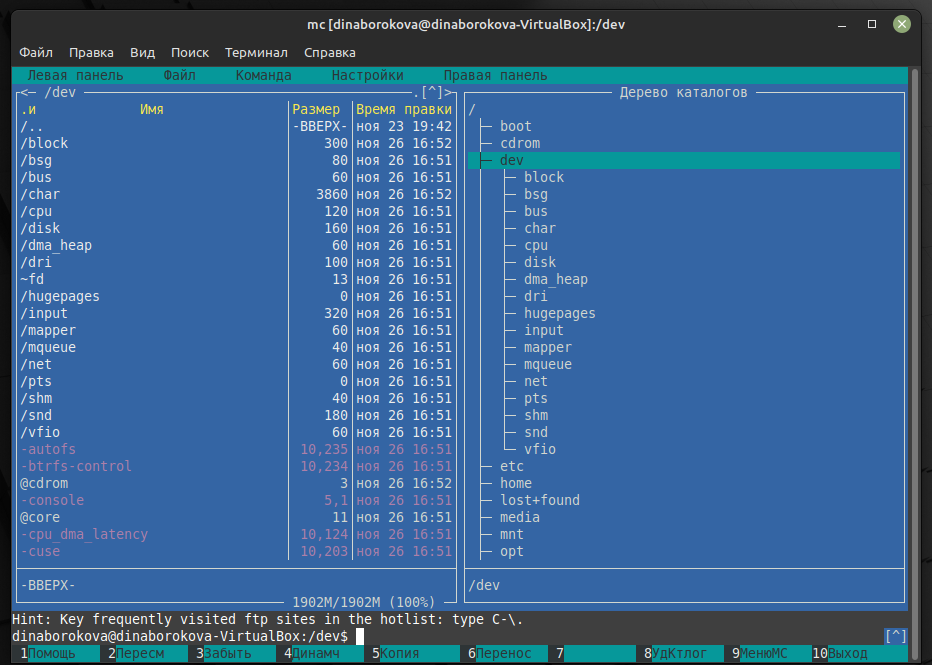 mc [dinaborokova@dinaborokova-VirtualBox]:/dev
Файл Правка Вид Поиск Терминал Справка
Левая панель Файл Команда Настройки Правая панель
<─ /dev .[^]>
.и Имя Размер Время правки
/.. -ВВЕРХ- ноя 23 19:42
/block 300 ноя 26 16:52
/bsg 80 ноя 26 16:51
/bus 60 ноя 26 16:51
/char 3860 ноя 26 16:52
/cpu 120 ноя 26 16:51
/disk 160 ноя 26 16:51
/dma_heap 60 ноя 26 16:51
/dri 100 ноя 26 16:51
~fd 13 ноя 26 16:51
/hugepages 0 ноя 26 16:51
/input 320 ноя 26 16:51
/mapper 60 ноя 26 16:51
/mqueue 40 ноя 26 16:51
/net 60 ноя 26 16:51
/pts 0 ноя 26 16:51
/shm 40 ноя 26 16:51
/snd 180 ноя 26 16:51
/vfio 60 ноя 26 16:51
-autofs 10,235 ноя 26 16:51
-btrfs-control 10,234 ноя 26 16:51
@cdrom 3 ноя 26 16:52
-console 5,1 ноя 26 16:51
@core 11 ноя 26 16:51
-cpu_dma_latency 10,124 ноя 26 16:51
-cuse 10,203 ноя 26 16:51
-ВВЕРХ-
1902M/1902M (100%)
Дерево каталогов
/
boot
cdrom
dev
block
bsg
bus
char
cpu
disk
dma_heap
dri
hugepages
input
mapper
mqueue
net
pts
shm
snd
vfio
etc
home
lost+found
media
mnt
opt
/dev
Hint: Key frequently visited ftp sites in the hotlist: type C-\.
dinaborokova@dinaborokova-VirtualBox:/dev$ [^]
1Помощь 2Пересм 3Забыть 4Динамч 5Копия 6Перенос 7 8УдКтлог 9МенюМС 10Выход